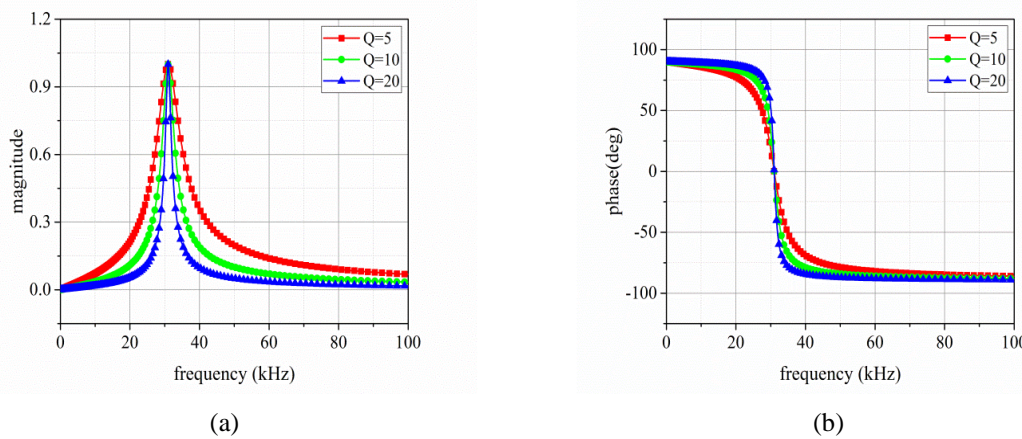 1.2
0.9
0.6
0.3
0.0
magnitude
Q=5
Q=10
Q=20
0 20 40 60 80 100
frequency (kHz)
(a)
100
50
0
-50
-100
phase(deg)
Q=5
Q=10
Q=20
0 20 40 60 80 100
frequency (kHz)
(b)